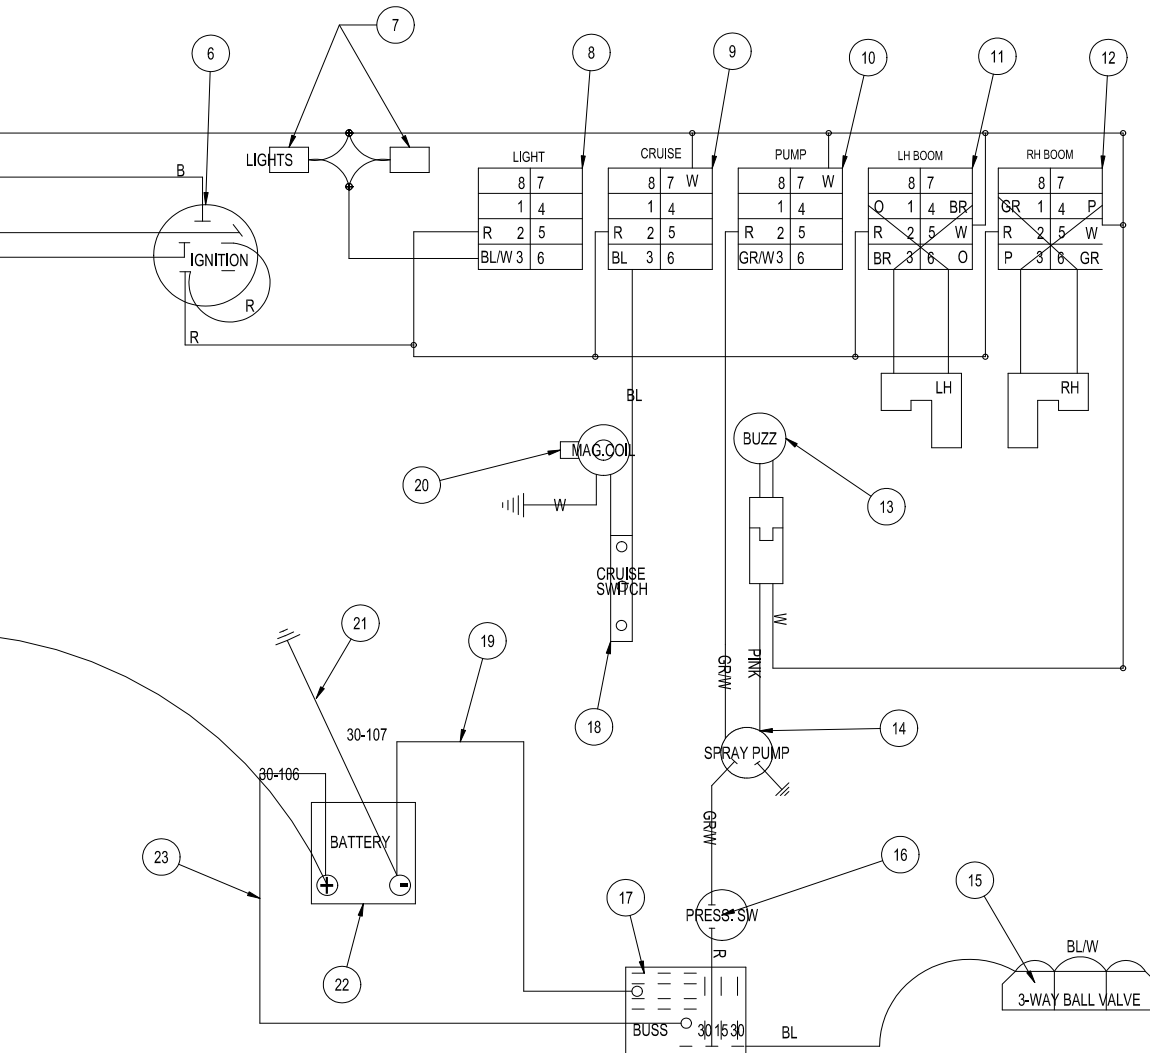 7
6
8
9
10
11
12
LIGHTS
B
LIGHT
CRUISE
PUMP
LH BOOM
RH BOOM
8 7
1 4
R 2 5
BL/W 3 6
8 7 W
1 4
R 2 5
BL 3 6
8 7 W
1 4
R 2 5
GR/W 3 6
8 7
O 1 4 BR
R 2 5 W
BR 3 6 O
8 7
GR 1 4 P
R 2 5 W
P 3 6 GR
IGNITION
R
R
BL
LH
RH
BUZZ
MAG.COIL
20
W
13
CRUISE
SWITCH
21
19
W
PINK
GR/W
18
14
30-107
SPRAY PUMP
30-106
BATTERY
GR/W
23
16
+
-
15
17
PRESS. SW
22
R
BL/W
3-WAY BALL VALVE
BUSS
30 15 30
BL